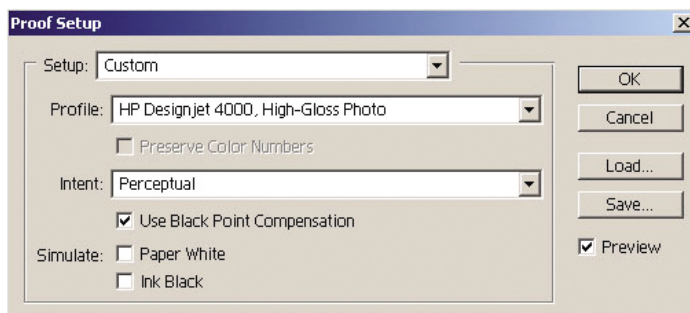 Proof Setup
Setup: Custom
OK
Profile: HP Designjet 4000, High-Gloss Photo
Cancel
Preserve Color Numbers
Load...
Intent: Perceptual
Save...
Use Black Point Compensation
Preview
Simulate: Paper White
Ink Black